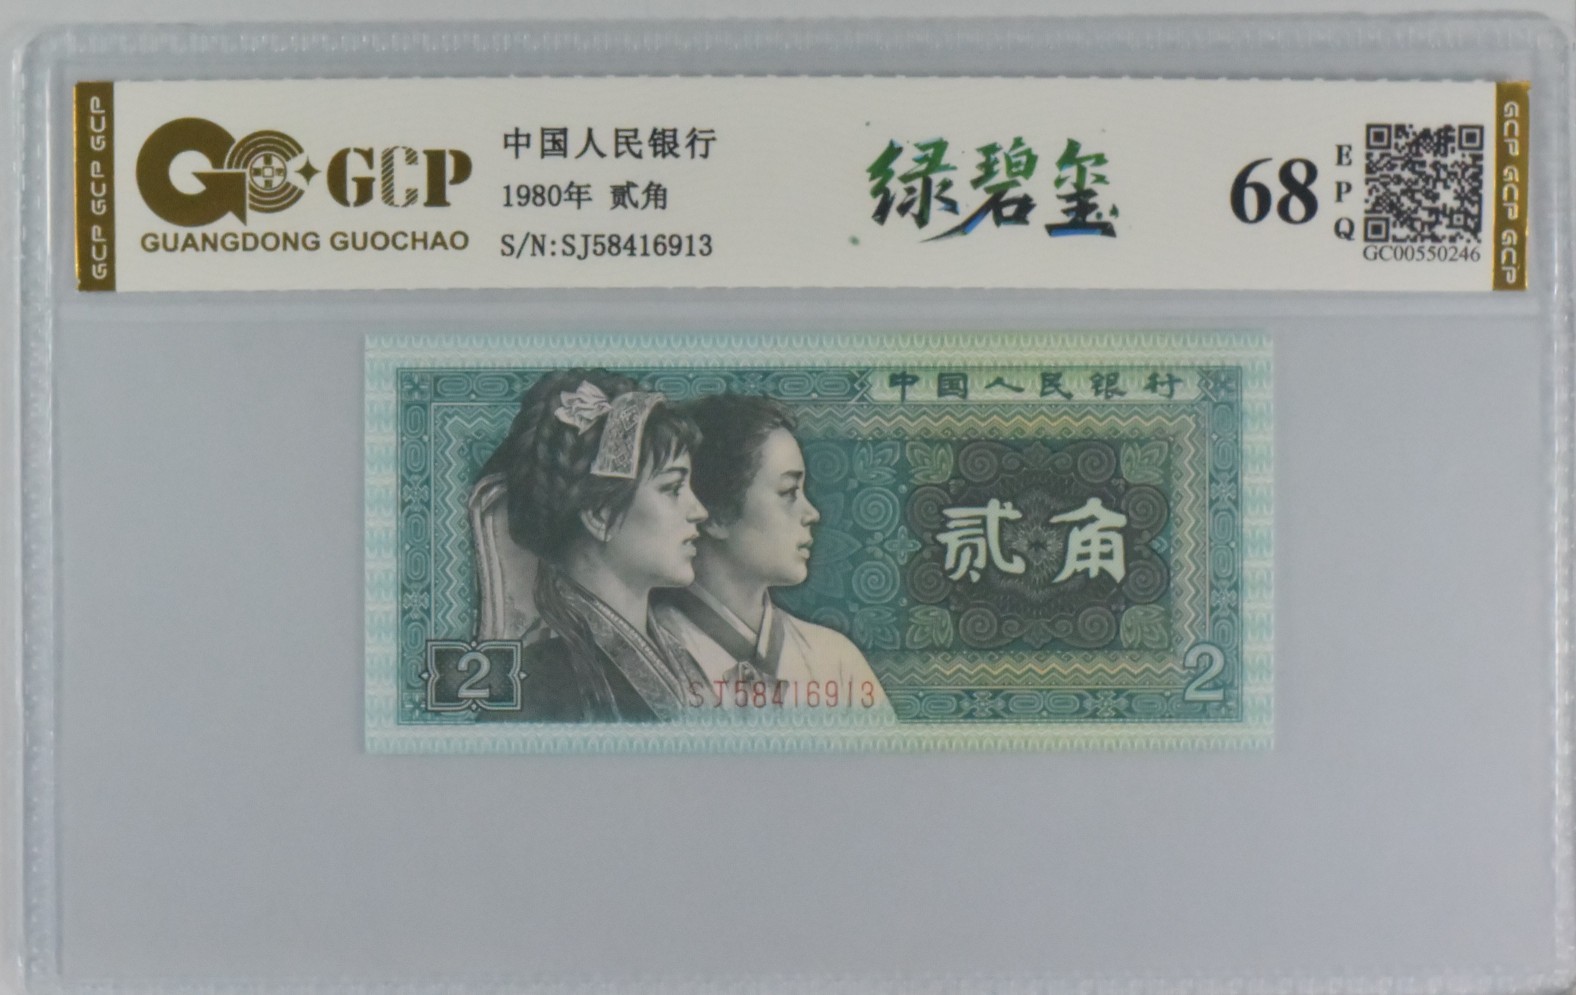 GCP GCP GCP
GCP
GUANGDONG GUOCHAO
中国人民银行
1980年 贰角
S/N:SJ58416913
绿碧玺
68
EPQ
GC00550246
GCP GCP GCP
中国人民银行
贰角
2
2
SJ58416913